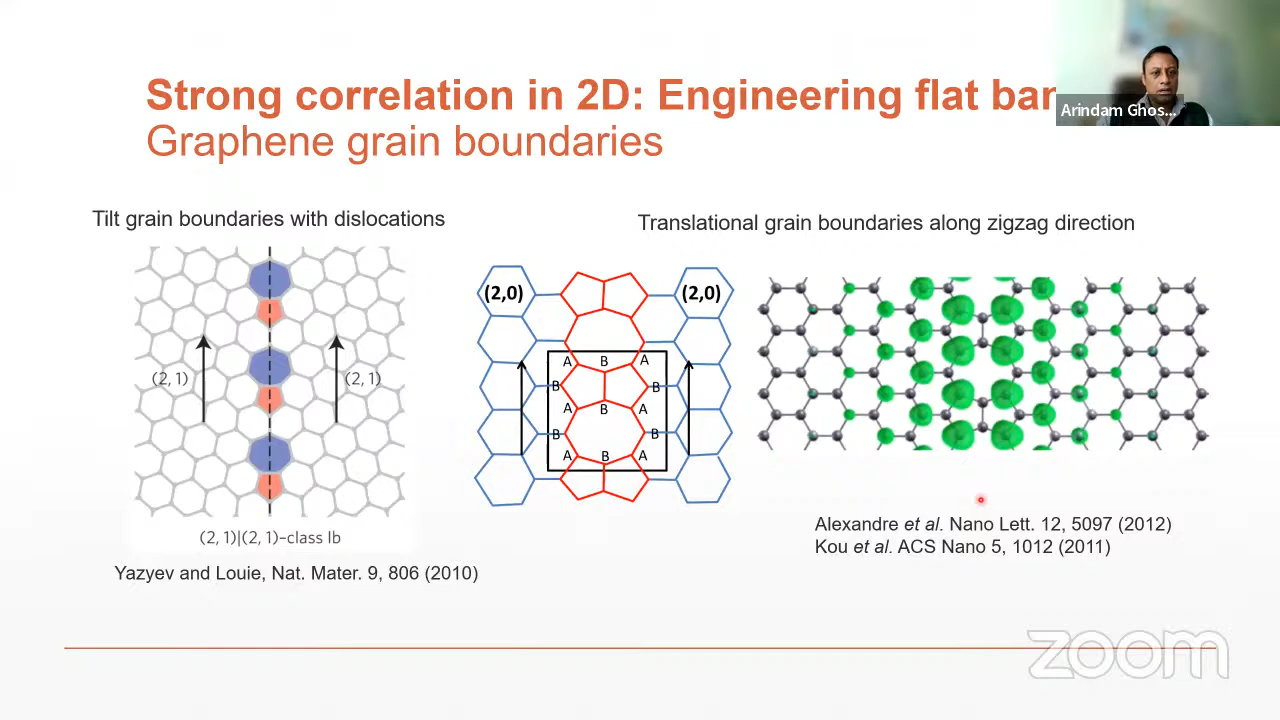 Strong correlation in 2D: Engineering flat ban
Arindam Ghos...
Graphene grain boundaries
Tilt grain boundaries with dislocations
Translational grain boundaries along zigzag direction
(2,0) (2,0)
A B A
(2, 1) (2, 1)
B B
A B A
B B
A B A
(2, 1)|(2, 1)-class Ib
Alexandre et al. Nano Lett. 12, 5097 (2012)
Kou et al. ACS Nano 5, 1012 (2011)
Yazyev and Louie, Nat. Mater. 9, 806 (2010)
zoom